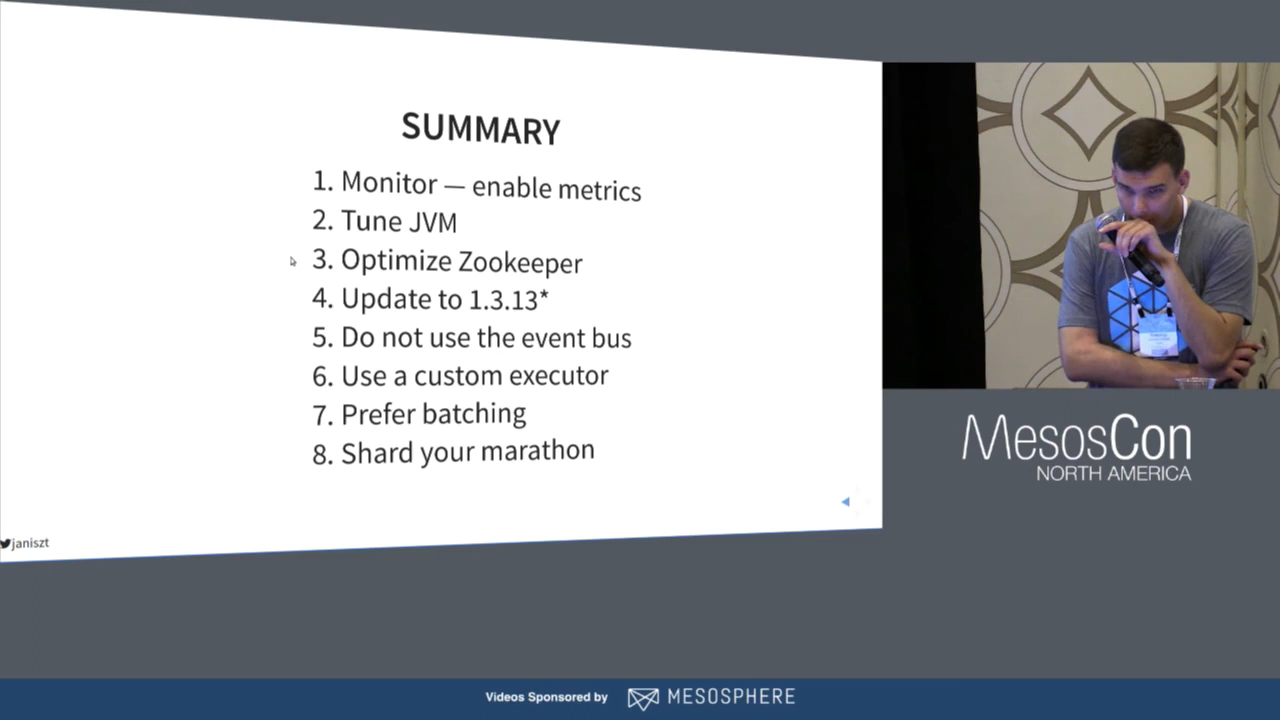 SUMMARY
1. Monitor — enable metrics
2. Tune JVM
3. Optimize Zookeeper
4. Update to 1.3.13*
5. Do not use the event bus
6. Use a custom executor
7. Prefer batching
8. Shard your marathon
janiszt
MesosCon
NORTH AMERICA
Videos Sponsored by MESOSPHERE